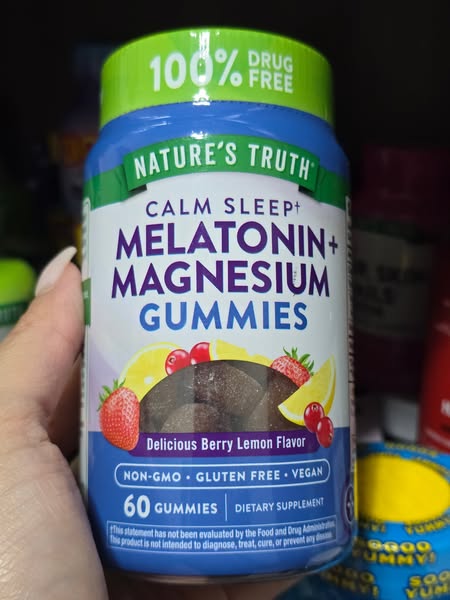 100% DRUG
FREE
NATURE'S TRUTH®
CALM SLEEP†
MELATONIN+
MAGNESIUM
GUMMIES
Delicious Berry Lemon Flavor
NON-GMO • GLUTEN FREE • VEGAN
60 GUMMIES | DIETARY SUPPLEMENT
†This statement has not been evaluated by the Food and Drug Administration.
This product is not intended to diagnose, treat, cure, or prevent any disease.
YUMMY!